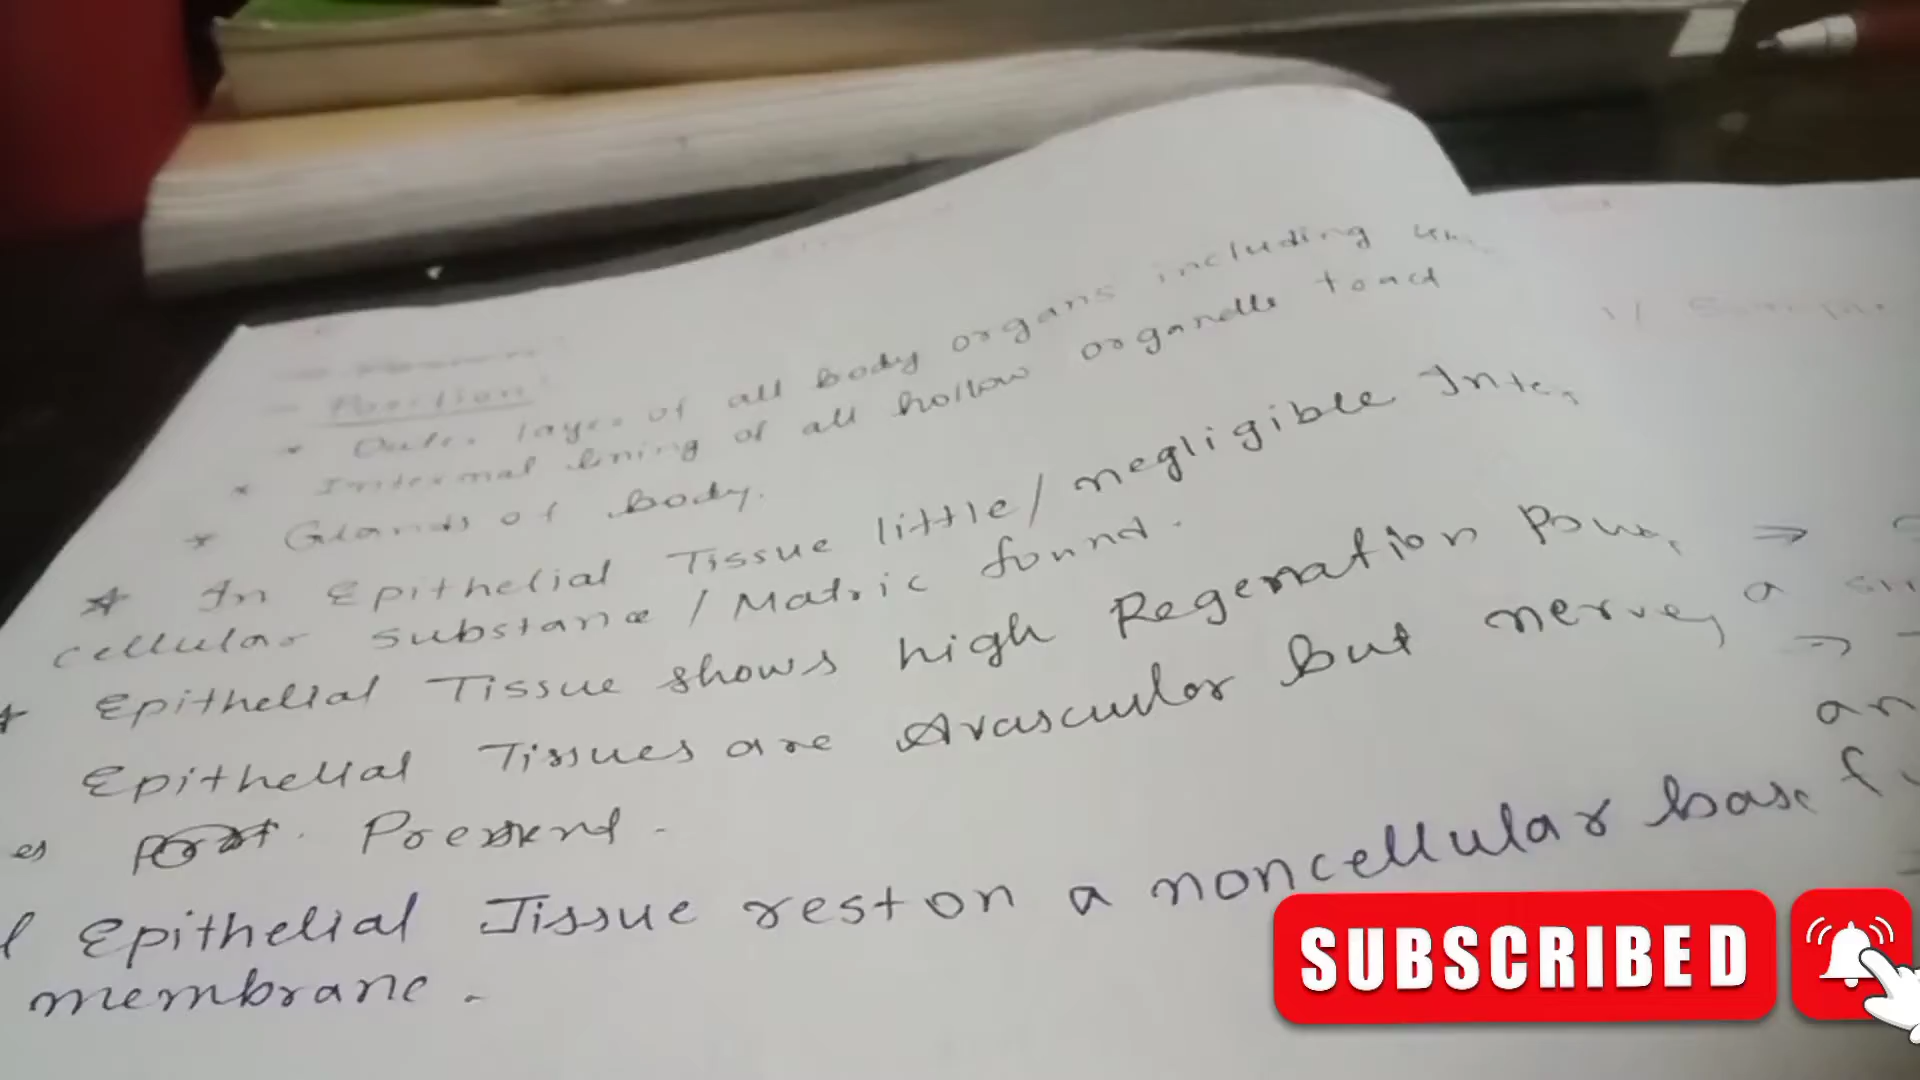 Position:
* Outer layer of all body organs including
* Internal lining of all hollow organelle
* Glands of body.
* In Epithelial Tissue little/negligible Inter
cellular substance / Matric found.
* Epithelial Tissue shows high Regenration Power
Epithelial Tissues are Avascular but nerve
es Present.
Epithelial Tissue rest on a noncellular base
membrane.
SUBSCRIBED